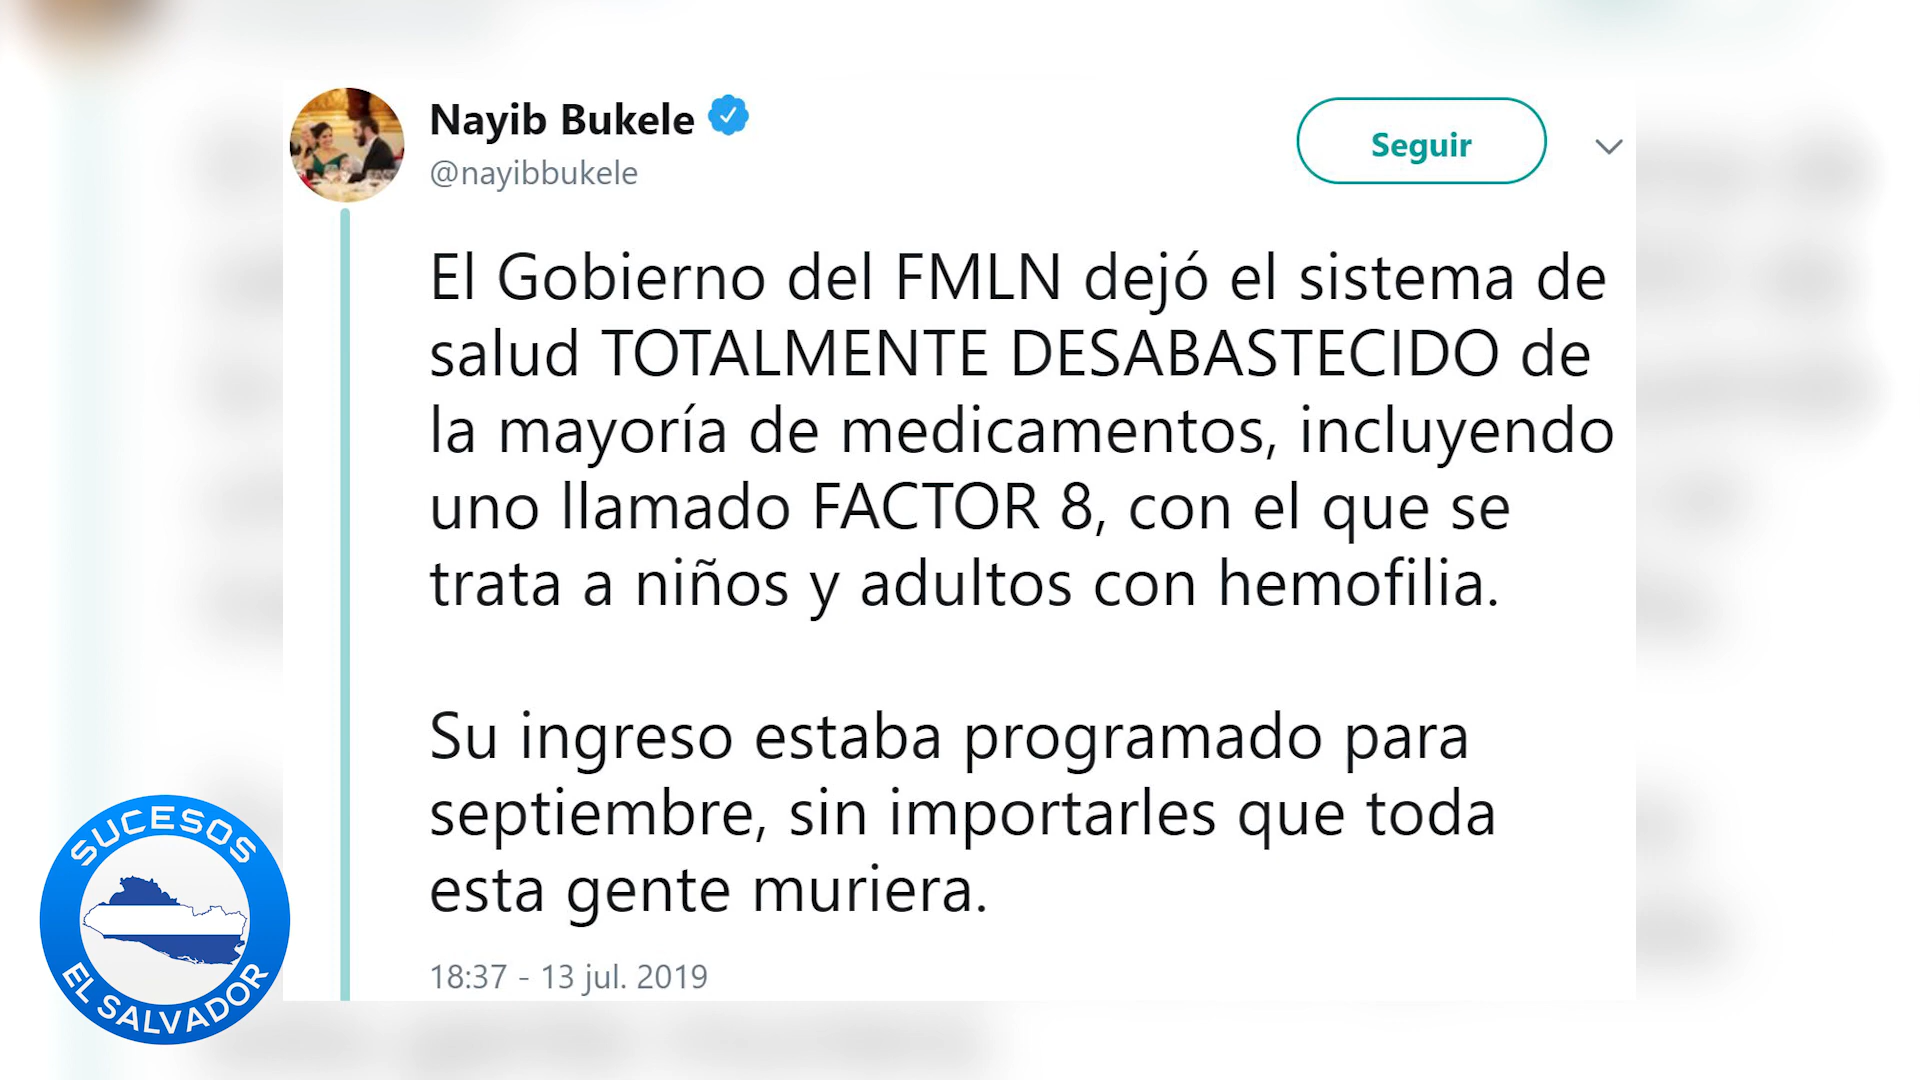 Nayib Bukele
@nayibbukele
Seguir
El Gobierno del FMLN dejó el sistema de
salud TOTALMENTE DESABASTECIDO de
la mayoría de medicamentos, incluyendo
uno llamado FACTOR 8, con el que se
trata a niños y adultos con hemofilia.
Su ingreso estaba programado para
septiembre, sin importarles que toda
esta gente muriera.
18:37 - 13 jul. 2019
SUCESOS
EL SALVADOR